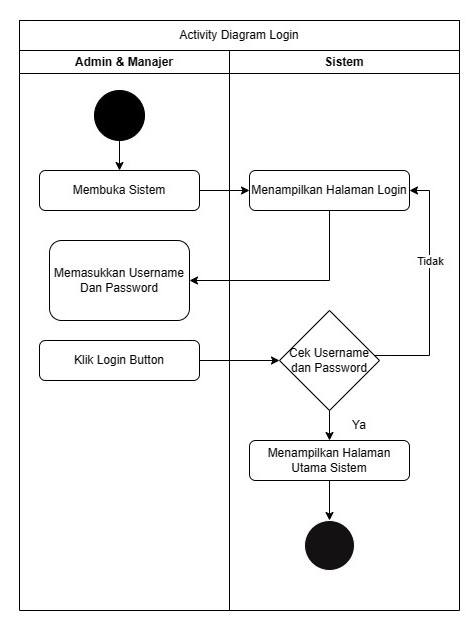 Activity Diagram Login
Admin & Manajer
Sistem
Membuka Sistem
Menampilkan Halaman Login
Tidak
Memasukkan Username
Dan Password
Klik Login Button
Cek Username
dan Password
Ya
Menampilkan Halaman
Utama Sistem